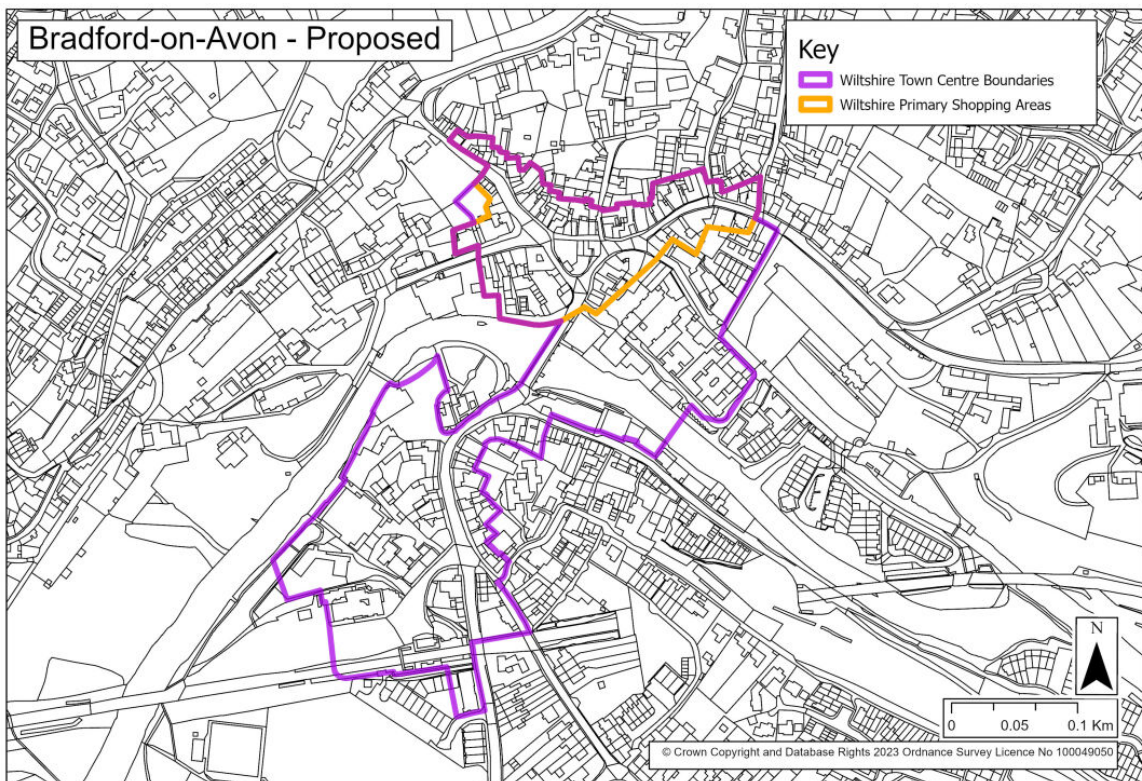 Bradford-on-Avon - Proposed
Key
Wiltshire Town Centre Boundaries
Wiltshire Primary Shopping Areas
N
0 0.05 0.1 Km
© Crown Copyright and Database Rights 2023 Ordnance Survey Licence No 100049050